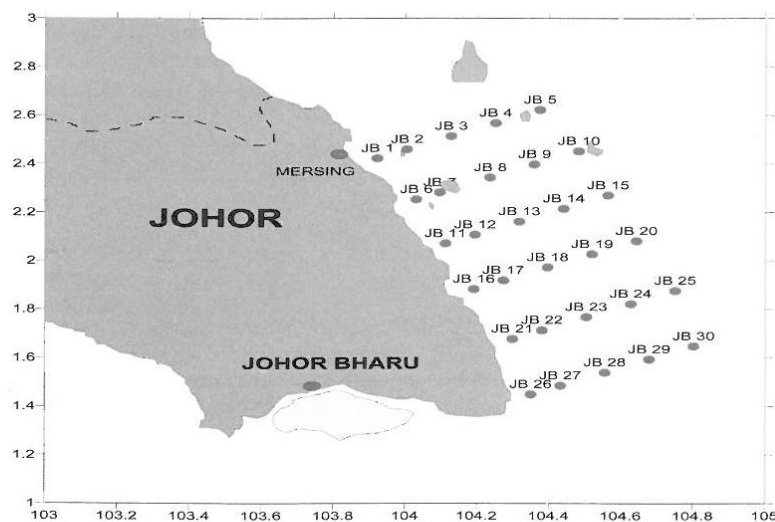 3
2.8
2.6
2.4
2.2
2
1.8
1.6
1.4
1.2
1
JB 5
JB 4
JB 3
JB 2
JB 1
JB 10
JB 9
JB 8
JB 7
JB 6
MERSING
JOHOR
JB 15
JB 14
JB 13
JB 12
JB 11
JB 20
JB 19
JB 18
JB 17
JB 16
JB 25
JB 24
JB 23
JB 22
JB 21
JOHOR BHARU
JB 30
JB 29
JB 28
JB 27
JB 26
103 103.2 103.4 103.6 103.8 104 104.2 104.4 104.6 104.8 105